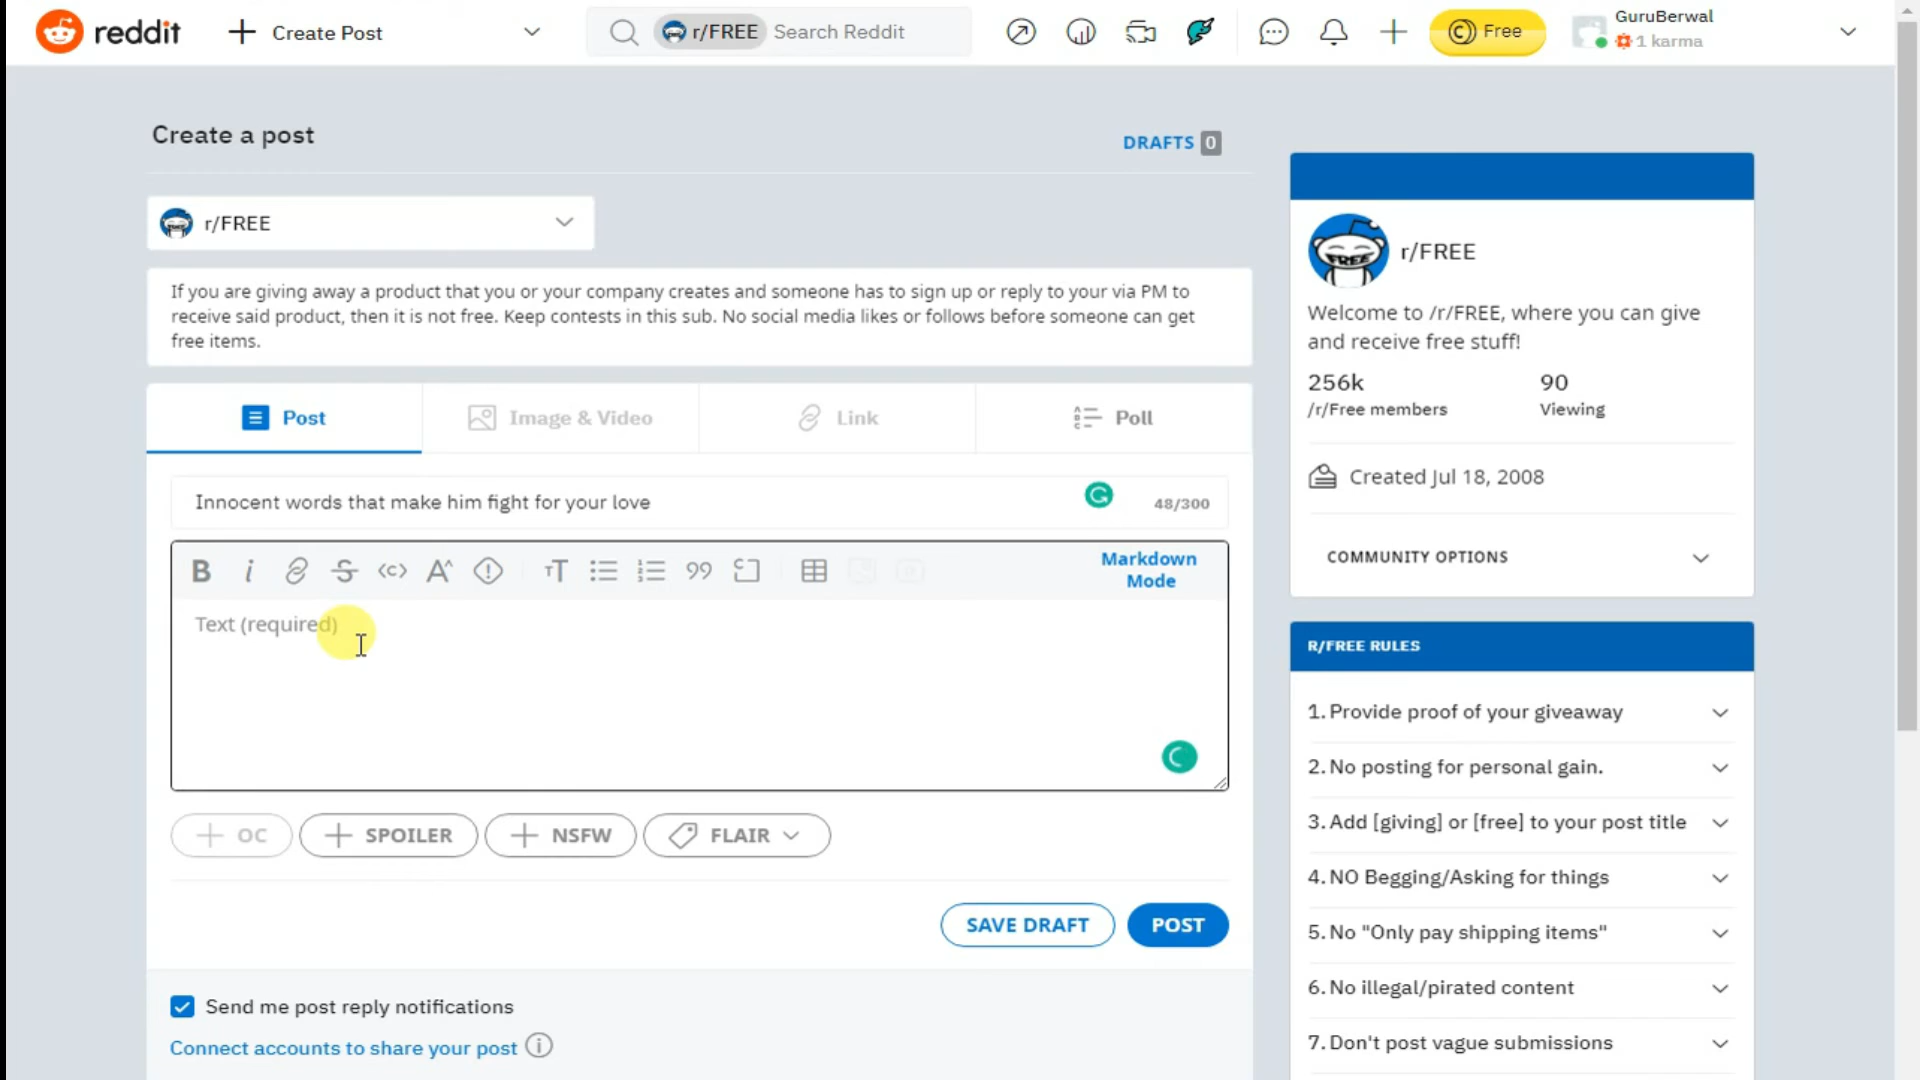 reddit
Create Post
r/FREE
Search Reddit
Free
GuruBerwal
1 karma
Create a post
DRAFTS 0
r/FREE
If you are giving away a product that you or your company creates and someone has to sign up or reply to your via PM to
receive said product, then it is not free. Keep contests in this sub. No social media likes or follows before someone can get
free items.
Post
Image & Video
Link
Poll
Innocent words that make him fight for your love
48/300
Markdown
Mode
Text (required)
OC
SPOILER
NSFW
FLAIR
SAVE DRAFT
POST
Send me post reply notifications
Connect accounts to share your post
FREE
r/FREE
Welcome to /r/FREE, where you can give
and receive free stuff!
256k
/r/Free members
90
Viewing
Created Jul 18, 2008
COMMUNITY OPTIONS
R/FREE RULES
1. Provide proof of your giveaway
2. No posting for personal gain.
3. Add [giving] or [free] to your post title
4. NO Begging/Asking for things
5. No "Only pay shipping items"
6. No illegal/pirated content
7. Don't post vague submissions